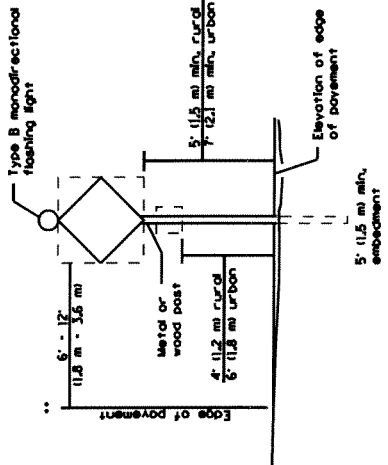 Type B monodirectional
flashing light
6' - 12'
(1.8 m - 3.6 m)
**
Metal or
wood post
5' (1.5 m) min. rural
7' (2.1 m) min. urban
4' (1.2 m) rural
6' (1.8 m) urban
Edge of pavement
Elevation of edge
of pavement
5' (1.5 m) min.
embedment